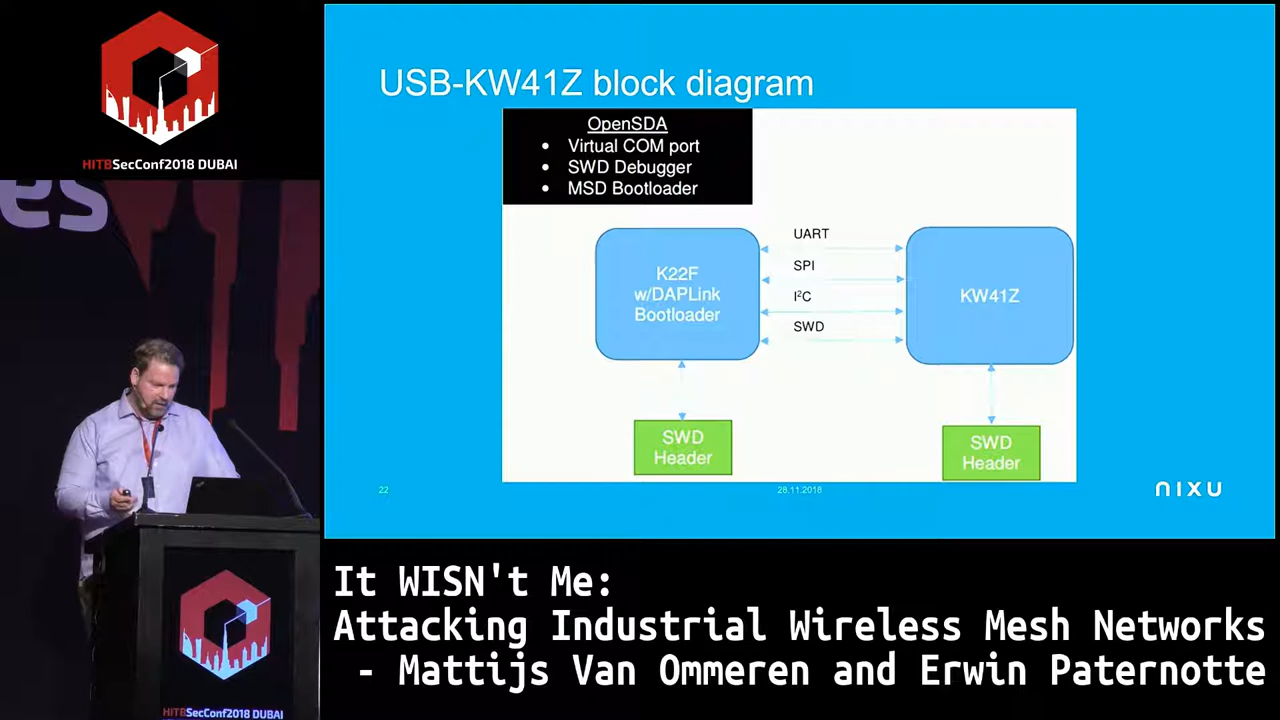 HITBSecConf2018 DUBAI
es
USB-KW41Z block diagram
OpenSDA
• Virtual COM port
• SWD Debugger
• MSD Bootloader
UART
SPI
I²C
SWD
K22F
w/DAPLink
Bootloader
KW41Z
SWD
Header
SWD
Header
22
28.11.2018
NIXU
It WISN't Me:
Attacking Industrial Wireless Mesh Networks
- Mattijs Van Ommeren and Erwin Paternotte
HITBSecConf2018 DUBAI